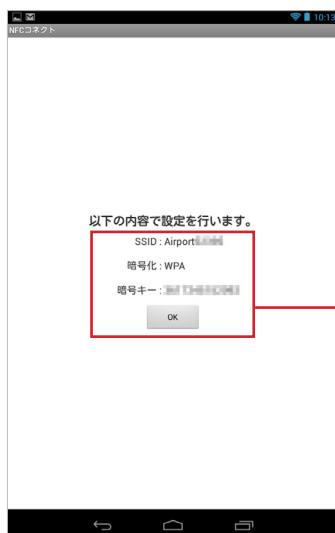 10:13
NFCコネクト
以下の内容で設定を行います。
SSID : Airport
暗号化 : WPA
暗号キー :
OK